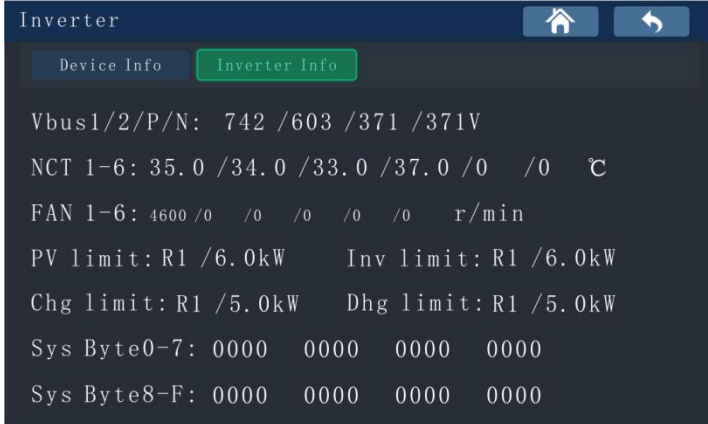 Inverter
Device Info Inverter Info
Vbus1/2/P/N: 742 /603 /371 /371V
NCT 1-6: 35.0 /34.0 /33.0 /37.0 /0 /0 ℃
FAN 1-6: 4600 /0 /0 /0 /0 /0 r/min
PV limit: R1 /6.0kW Inv limit: R1 /6.0kW
Chg limit: R1 /5.0kW Dhg limit: R1 /5.0kW
Sys Byte0-7: 0000 0000 0000 0000
Sys Byte8-F: 0000 0000 0000 0000